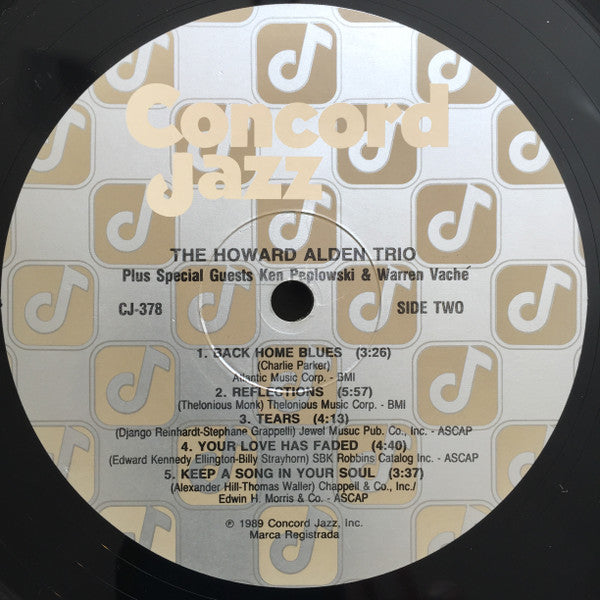 Concord
Jazz
THE HOWARD ALDEN TRIO
Plus Special Guests Ken Peplowski & Warren Vaché
CJ-378 SIDE TWO
1. BACK HOME BLUES (3:26)
(Charlie Parker)
Atlantic Music Corp. - BMI
2. REFLECTIONS (5:57)
(Thelonious Monk) Thelonious Music Corp. - BMI
3. TEARS (4:13)
(Django Reinhardt-Stephane Grappelli) Jewel Musuc Pub. Co., Inc. - ASCAP
4. YOUR LOVE HAS FADED (4:40)
(Edward Kennedy Ellington-Billy Strayhorn) SBK Robbins Catalog Inc. - ASCAP
5. KEEP A SONG IN YOUR SOUL (3:37)
(Alexander Hill-Thomas Waller) Chappell & Co., Inc./
Edwin H. Morris & Co. - ASCAP
℗ 1989 Concord Jazz, Inc.
Marca Registrada